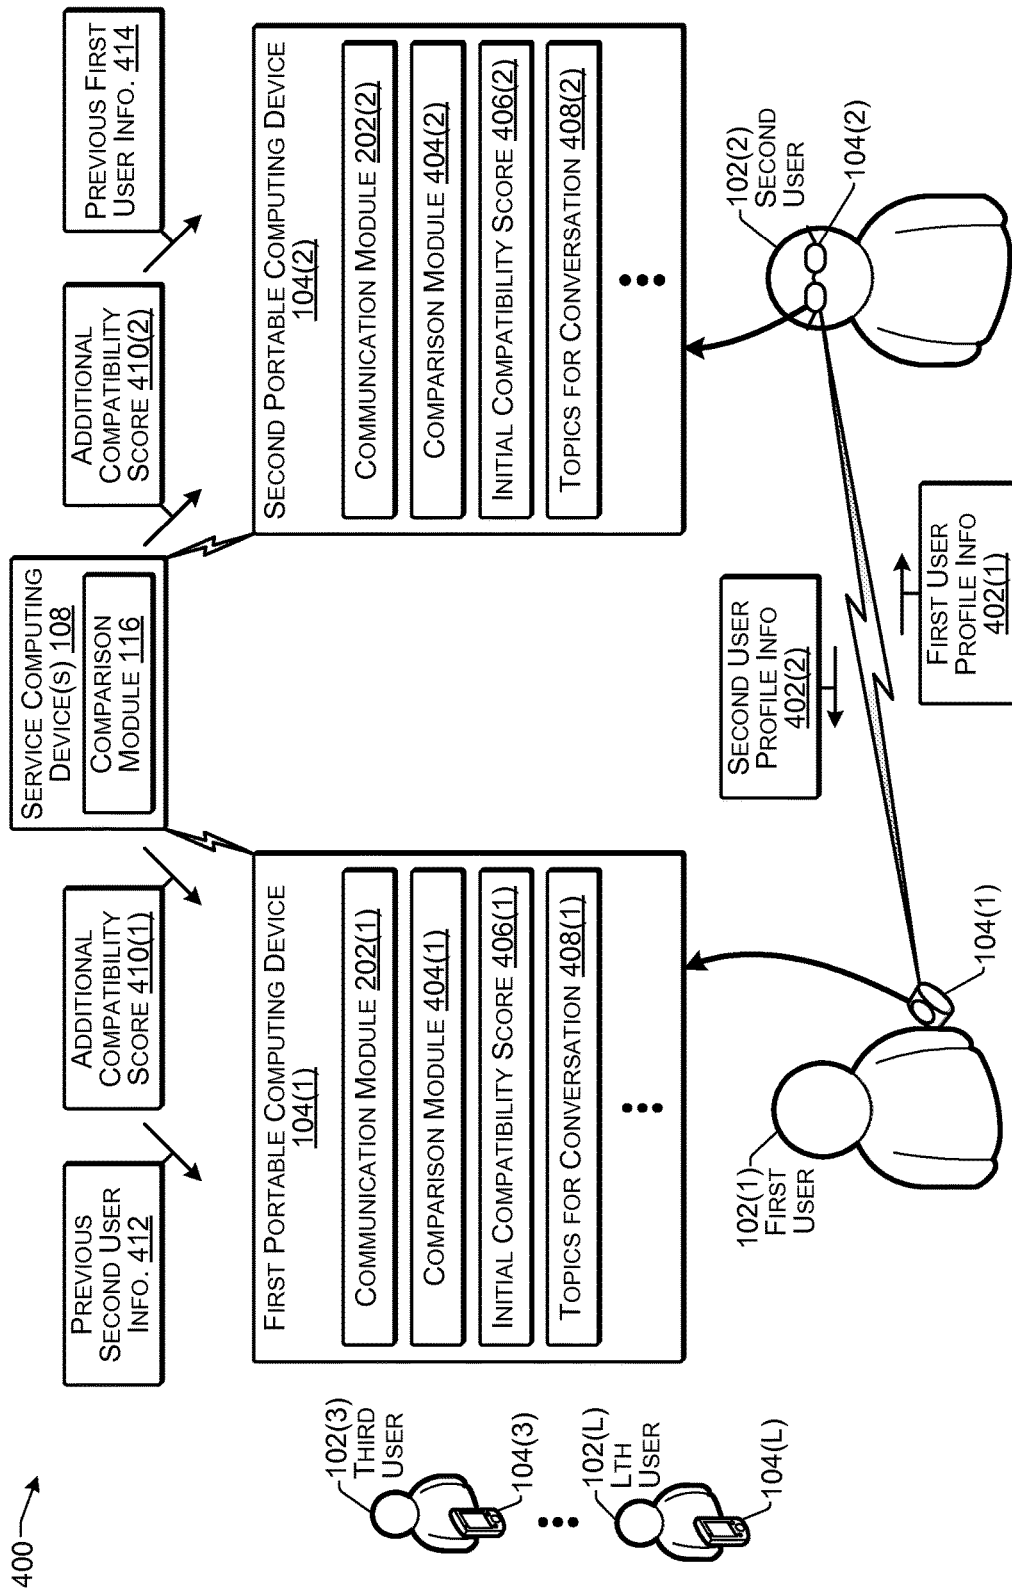 400
SERVICE COMPUTING
DEVICE(S) 108
COMPARISON
MODULE 116
PREVIOUS
SECOND USER
INFO. 412
ADDITIONAL
COMPATIBILITY
SCORE 410(1)
ADDITIONAL
COMPATIBILITY
SCORE 410(2)
PREVIOUS FIRST
USER INFO. 414
102(3)
THIRD
USER
104(3)
102(L)
LTH
USER
104(L)
FIRST PORTABLE COMPUTING DEVICE
104(1)
COMMUNICATION MODULE 202(1)
COMPARISON MODULE 404(1)
INITIAL COMPATIBILITY SCORE 406(1)
TOPICS FOR CONVERSATION 408(1)
SECOND PORTABLE COMPUTING DEVICE
104(2)
COMMUNICATION MODULE 202(2)
COMPARISON MODULE 404(2)
INITIAL COMPATIBILITY SCORE 406(2)
TOPICS FOR CONVERSATION 408(2)
102(1)
FIRST
USER
104(1)
SECOND USER
PROFILE INFO
402(2)
FIRST USER
PROFILE INFO
402(1)
102(2)
SECOND
USER
104(2)